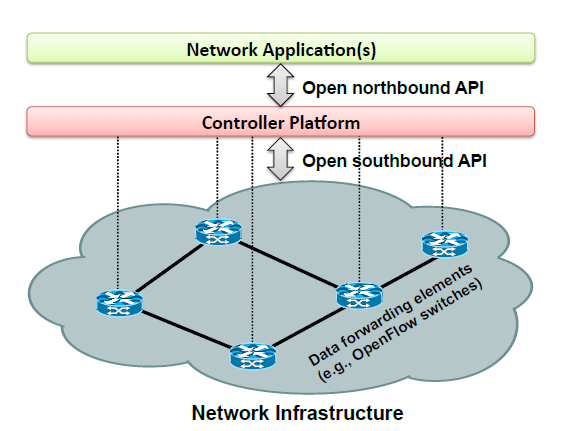 Network Application(s)
Open northbound API
Controller Platform
Open southbound API
Data forwarding elements
(e.g., OpenFlow switches)
Network Infrastructure